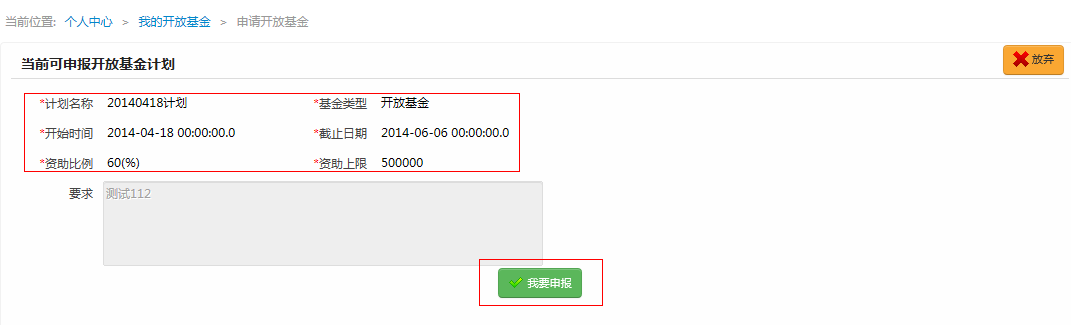 当前位置: 个人中心 > 我的开放基金 > 申请开放基金
当前可申报开放基金计划
放弃
*计划名称 20140418计划 *基金类型 开放基金
*开始时间 2014-04-18 00:00:00.0 *截止日期 2014-06-06 00:00:00.0
*资助比例 60(%) *资助上限 500000
要求 测试112
我要申报